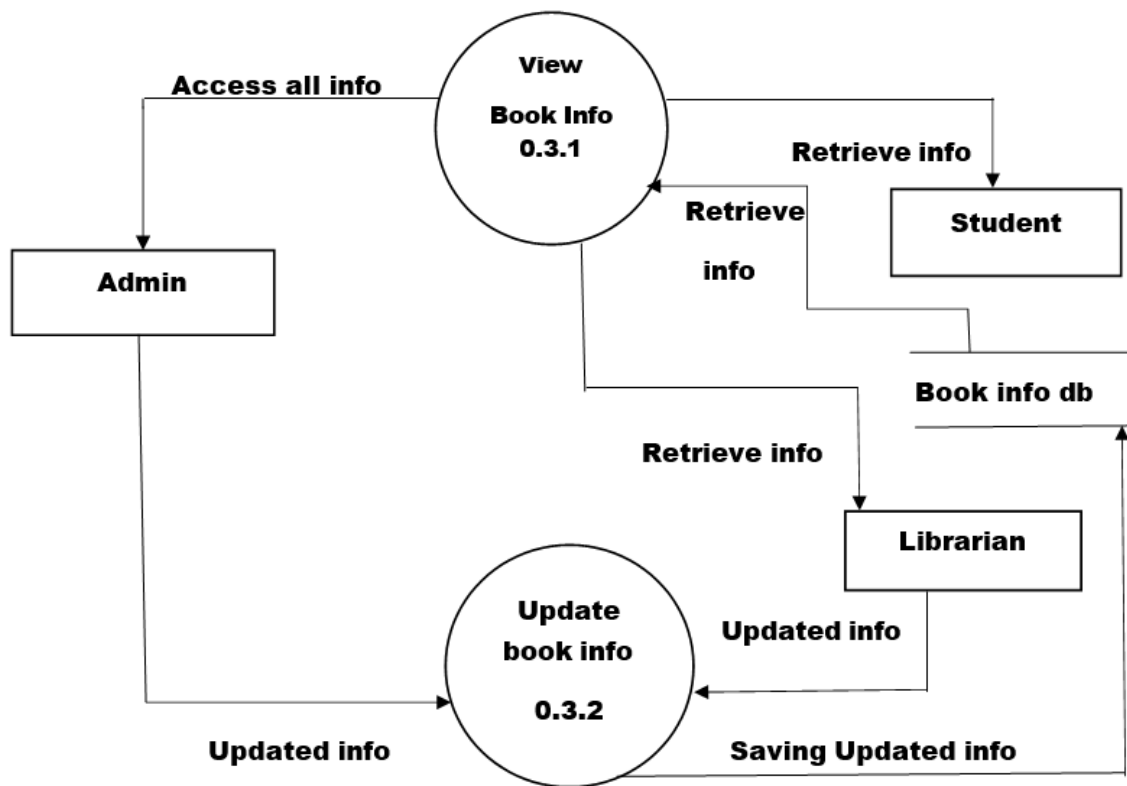 View
Book Info
0.3.1
Access all info
Retrieve info
Student
Retrieve
info
Admin
Book info db
Retrieve info
Librarian
Update
book info
0.3.2
Updated info
Updated info
Saving Updated info